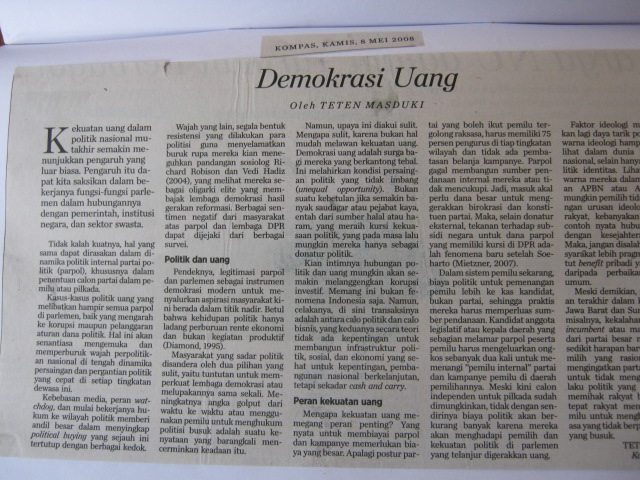 KOMPAS, KAMIS, 8 MEI 2008
Demokrasi Uang
Oleh TETEN MASDUKI
Kekuatan uang dalam
politik nasional mu-
takhir semakin me-
nunjukkan pengaruh yang
luar biasa. Pengaruh itu da-
pat kita saksikan dalam be-
kerjanya fungsi-fungsi parle-
men dalam hubungannya
dengan pemerintah, institusi
negara, dan sektor swasta.
Tidak kalah kuatnya, hal yang
sama dapat dirasakan dalam di-
namika politik internal partai po-
litik (parpol), khususnya dalam
penentuan calon partai dalam pe-
milu atau pilkada.
Kasus-kasus politik uang yang
melibatkan hampir semua parpol
di parlemen, baik yang mengarah
ke korupsi maupun pelanggaran
aturan dana politik. Hal ini akan
senantiasa mengemuka dan
memperburuk wajah perpolitik-
an nasional di tengah dinamika
persaingan dan pergantian politik
yang cepat di setiap tingkatan
dewasa ini.
Kebebasan media, peran wat-
chdog, dan mulai bekerjanya hu-
kum ke wilayah politik memberi
andil besar dalam menyingkap
political buying yang sejauh ini
tertutup dengan berbagai kedok.
Wajah yang lain, segala bentuk
resistensi yang dilakukan para
politisi guna menyelamatkan
buruk rupa mereka kian mene-
guhkan pandangan sosiolog Ri-
chard Robison dan Vedi Hadiz
(2004), yang melihat mereka se-
bagai oligarki elite yang mem-
bajak lembaga demokrasi hasil
gerakan reformasi. Berbagai sen-
timen negatif dari masyarakat
atas parpol dan lembaga DPR
dapat dijejaki dari berbagai
survei.
Politik dan uang
Pendeknya, legitimasi parpol
dan parlemen sebagai instrumen
demokrasi modern untuk me-
nyalurkan aspirasi masyarakat ki-
ni berada dalam titik nadir. Betul
bahwa kehidupan politik hanya
ladang perburuan rente ekonomi
dan bukan kegiatan produktif
(Diamond, 1995).
Masyarakat yang sadar politik
disandera oleh dua pilihan yang
sulit, yaitu tuntutan untuk mem-
perkuat lembaga demokrasi atau
melupakannya sama sekali. Me-
ningkatnya angka golput dari
waktu ke waktu atau menggu-
nakan pemilu untuk menghukum
politisi busuk adalah suatu ke-
nyataan yang barangkali men-
cerminkan keadaan itu.
Namun, upaya ini diakui sulit.
Mengapa sulit, karena bukan hal
mudah melawan kekuatan uang.
Demokrasi uang adalah surga ba-
gi mereka yang berkantong tebal.
Ini melahirkan kondisi persaing-
an politik yang tidak imbang
(unequal opportunity). Bukan
suatu kebetulan jika semakin ba-
nyak saudagar atau pejabat kaya,
entah dari sumber halal atau ha-
ram, yang meraih kursi kekua-
saan politik, yang pada masa lalu
mungkin mereka hanya sebagai
donatur politik.
Kian intimnya hubungan po-
litik dan uang mungkin akan se-
makin melanggengkan korupsi
investif. Memang ini bukan fe-
nomena Indonesia saja. Namun,
celakanya, di sini transaksinya
adalah antara calo politik dan calo
bisnis, yang keduanya secara teori
tidak ada kepentingan untuk
membangun infrastruktur poli-
tik, sosial, dan ekonomi yang se-
hat untuk kepentingan, pemba-
ngunan nasional berkelanjutan,
tetapi sekadar cash and carry.
Peran kekuatan uang
Mengapa kekuatan uang me-
megang peran penting? Yang
nyata untuk membiayai parpol
dan kampanye memerlukan bia-
ya yang besar. Apalagi postur par-
tai yang boleh ikut pemilu ter-
golong raksasa, harus memiliki 75
persen pengurus di tiap tingkatan
wilayah dan tidak ada pembata-
san belanja kampanye. Parpol
gagal membangun sumber pen-
danaan internal mereka atau ti-
dak mencukupi. Jadi, masuk akal
perlu dana besar untuk mengge-
rakkan birokrasi dan konsti-
tuen partai. Maka, selain donatur
eksternal, tekanan terhadap sub-
sidi negara untuk dana parpol
yang memiliki kursi di DPR ada-
lah fenomena baru setelah Soe-
harto (Mietzner, 2007).
Dalam sistem pemilu sekarang,
biaya politik untuk pemenangan
pemilu lebih ke kas kandidat,
bukan partai, sehingga praktis
mereka harus memperluas sum-
ber pendanaan. Kandidat anggota
legislatif atau kepala daerah yang
sebagian melamar parpol peserta
pemilu harus mengeluarkan ong-
kos sebanyak dua kali untuk me-
menangi "pemilu internal" partai
dan kampanye pemilu di daerah
pemilihannya. Meski kini calon
independen untuk pilkada sudah
dimungkinkan, tidak dengan sen-
dirinya biaya politik akan ber-
kurang banyak karena mereka
akan menghadapi pemilih dan
kekuatan politik di parlemen
yang telanjur digerakkan uang.
Faktor ideologi
kan lagi daya tarik
warna ideologi
lihat dalam dunia
nasional, selain hanya
titik identitas. Lihat
warna mereka dalam
an APBN atau A
mungkin pemilih tidak
ngan urusan ideologi
rakyat, kebanyakan
contoh nyata hubung
dengan kesejahter
Maka, jangan disalah
syarakat lebih pragmat
tut benefit pribadi
daripada perbaikan
umum.
Meski demikian,
an terakhir dalam
Jawa Barat dan Sum
misalnya, kekalahan
incumbent atau
dari partai besar
sedikit harapan bar
milih yang rasional
mengingatkan partai
untuk tidak
laku politik yang
memihak rakyat
tepat rakyat
milu untuk mengh
asa yang tidak berp
yang busuk.
TET